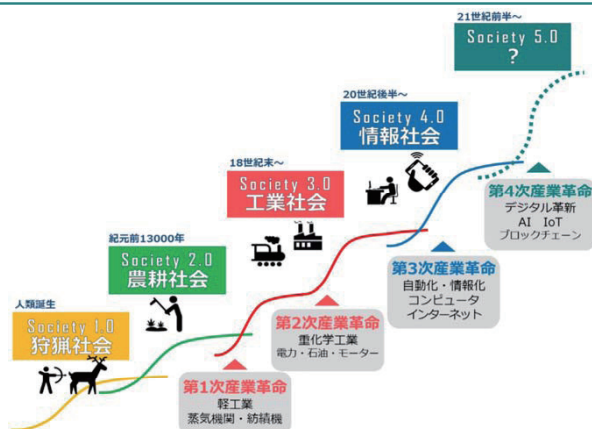 21世紀前半～
Society 5.0
?
20世紀後半～
Society 4.0
情報社会
18世紀末～
Society 3.0
工業社会
紀元前13000年
Society 2.0
農耕社会
人類誕生
Society 1.0
狩猟社会
第1次産業革命
軽工業
蒸気機関・紡績機
第2次産業革命
重化学工業
電力・石油・モーター
第3次産業革命
自動化・情報化
コンピュータ
インターネット
第4次産業革命
デジタル革新
AI IoT
ブロックチェーン